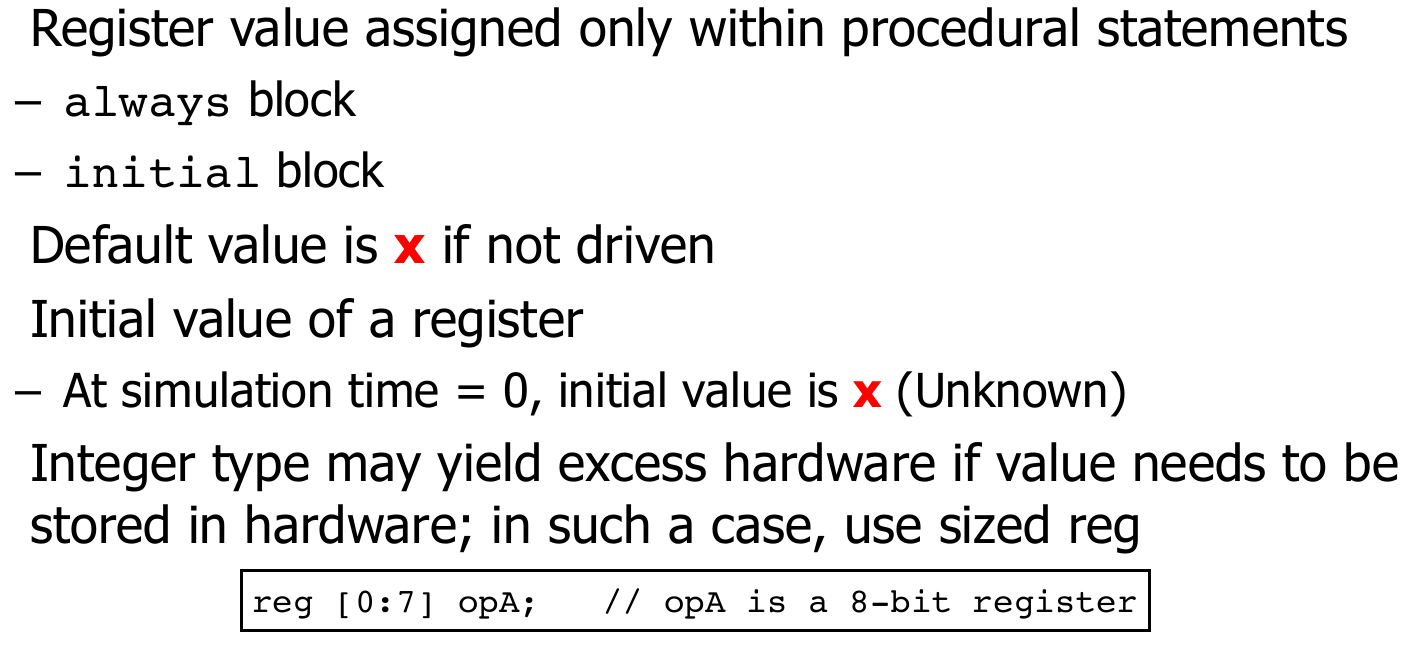 Register value assigned only within procedural statements
– always block
– initial block
Default value is x if not driven
Initial value of a register
– At simulation time = 0, initial value is x (Unknown)
Integer type may yield excess hardware if value needs to be
stored in hardware; in such a case, use sized reg
reg [0:7] opA;   // opA is a 8-bit register